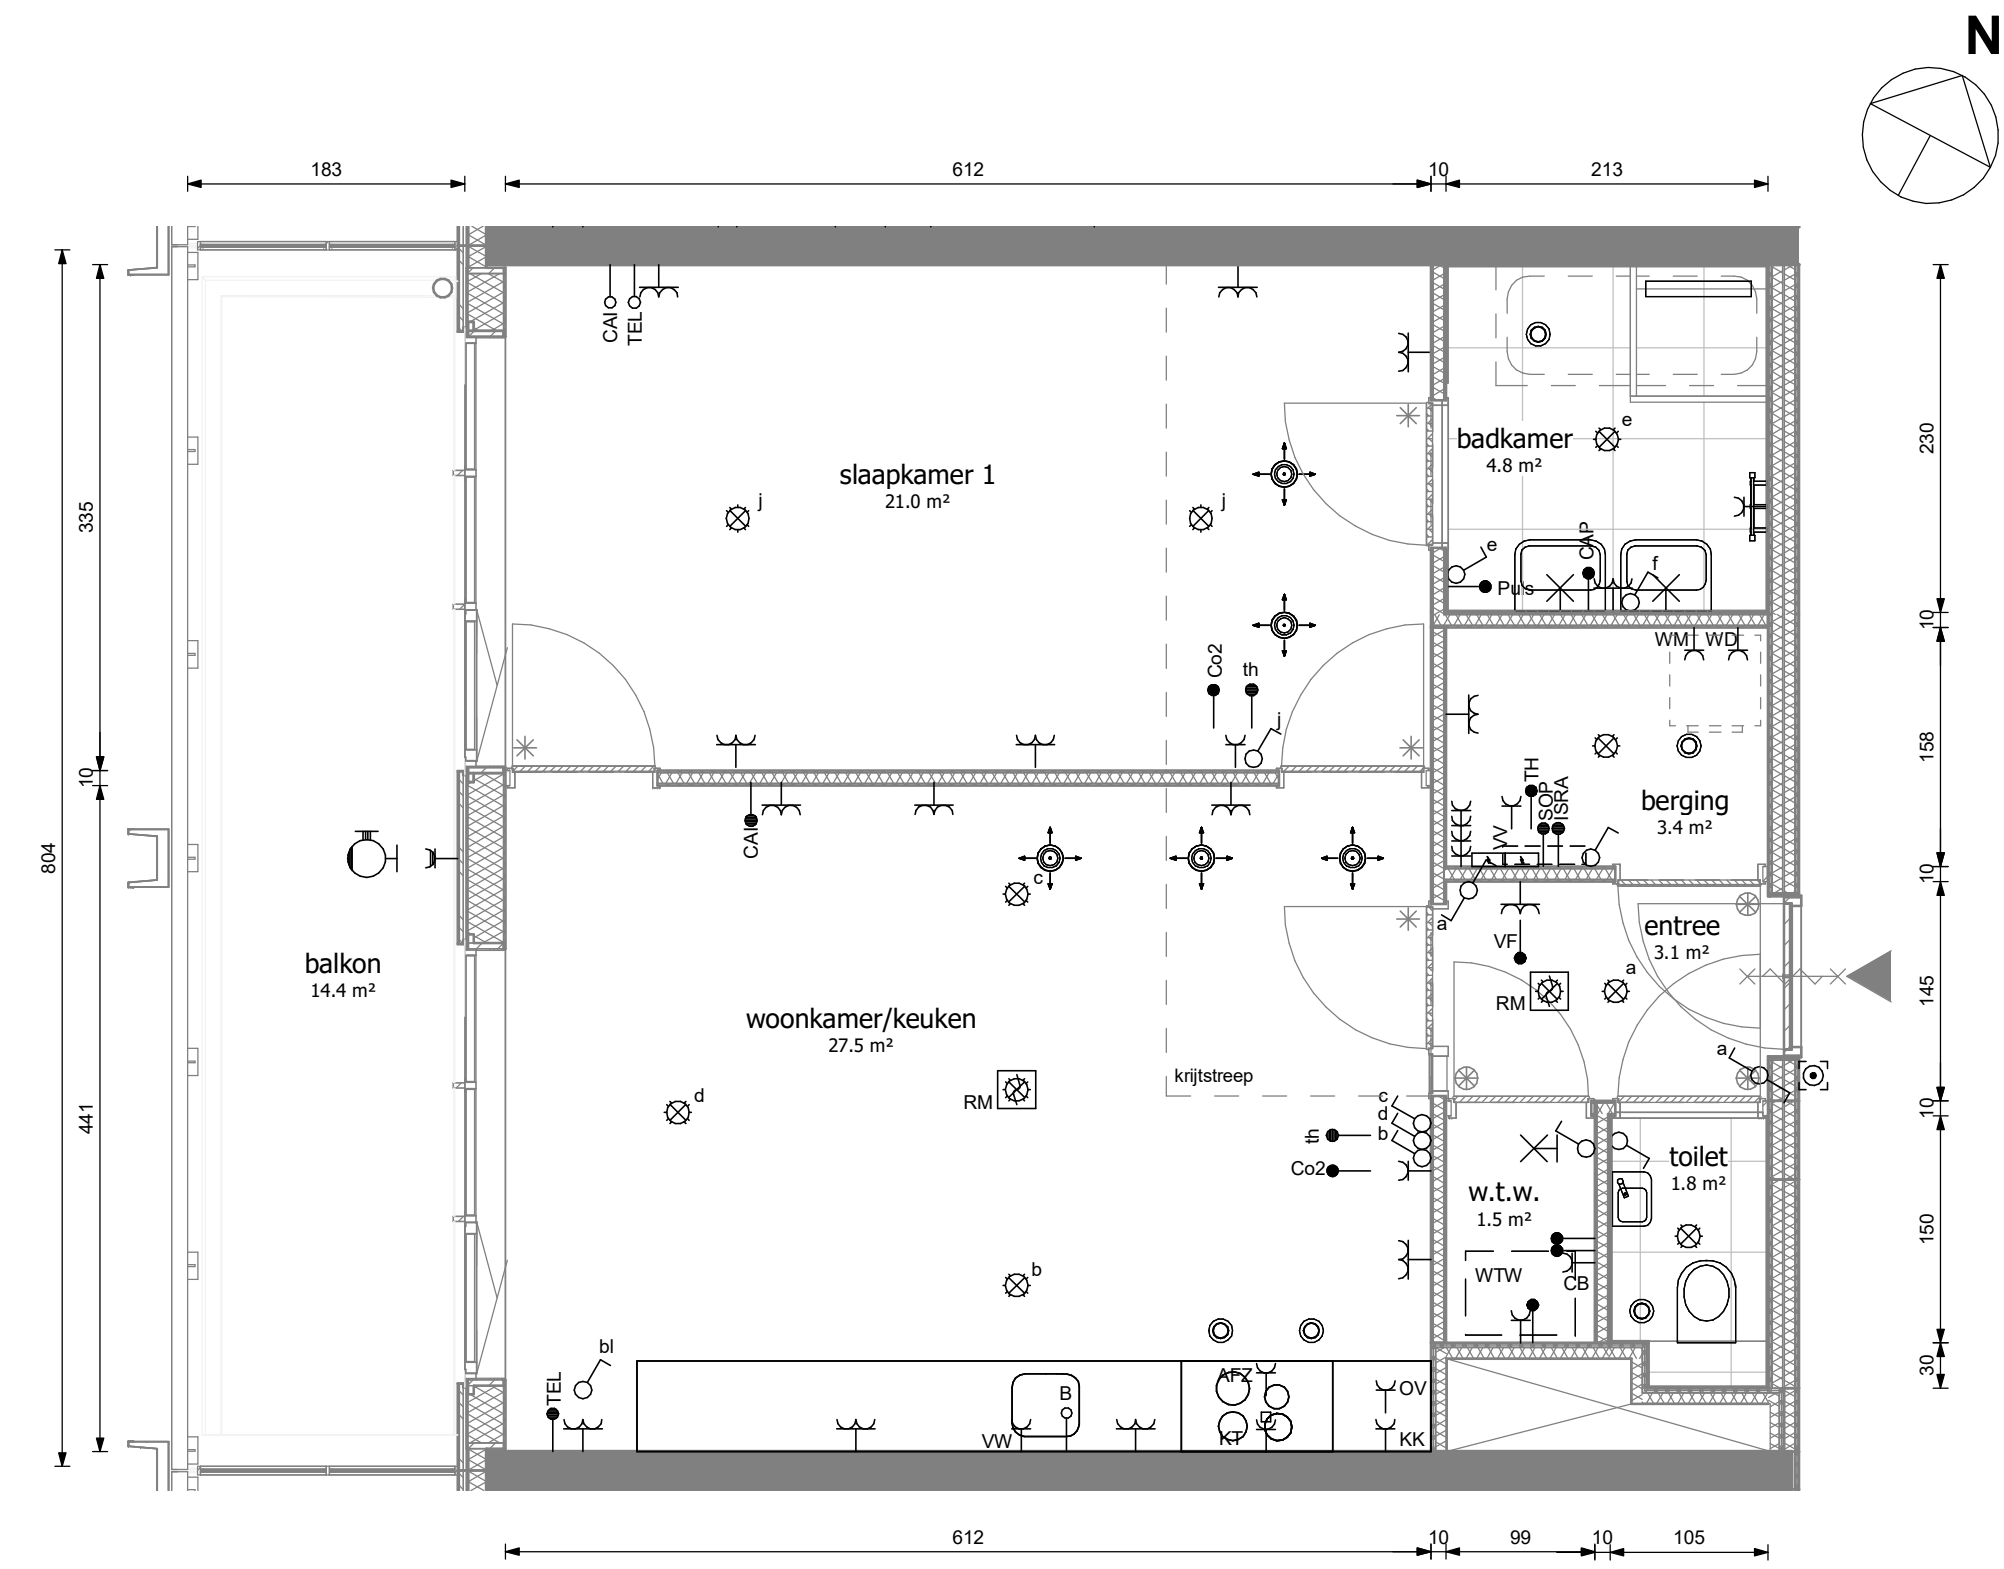 N
183
612
10
213
CAI
TEL
badkamer
4.8 m²
e
slaapkamer 1
21.0 m²
j
j
230
335
e
CAP
f
Puls
10
WM
WD
Co2
th
j
158
10
TH
SOP
ISRA
VV
berging
3.4 m²
CAI
804
10
c
a
VF
entree
3.1 m²
balkon
14.4 m²
a
RM
145
woonkamer/keuken
27.5 m²
krijtstreep
a
RM
d
c
d
b
th
Co2
441
10
toilet
1.8 m²
w.t.w.
1.5 m²
150
b
WTW
CB
bl
TEL
B
VW
AFZ
KT
OV
KK
30
612
10
99
10
105